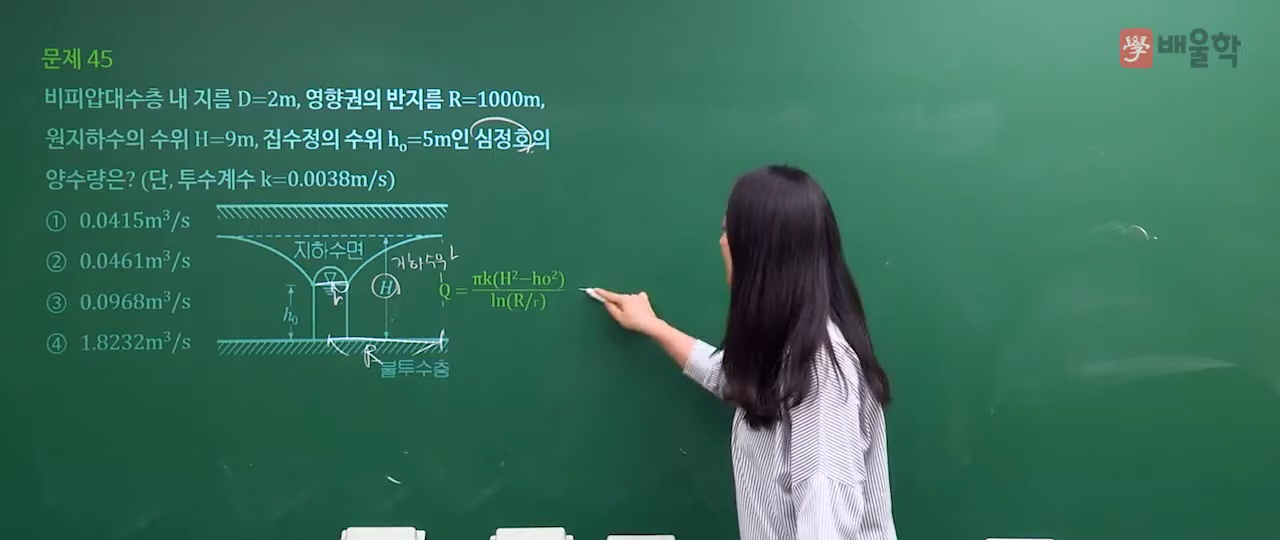 學 배울학
문제 45
비피압대수층 내 지름 D=2m, 영향권의 반지름 R=1000m,
원지하수의 수위 H=9m, 집수정의 수위 h₀=5m인 심정호의
양수량은? (단, 투수계수 k=0.0038m/s)
① 0.0415m³/s
② 0.0461m³/s
③ 0.0968m³/s
④ 1.8232m³/s
지하수면
H
h₀
R
불투수층
Q = πk(H²−ho²) / ln(R/r)